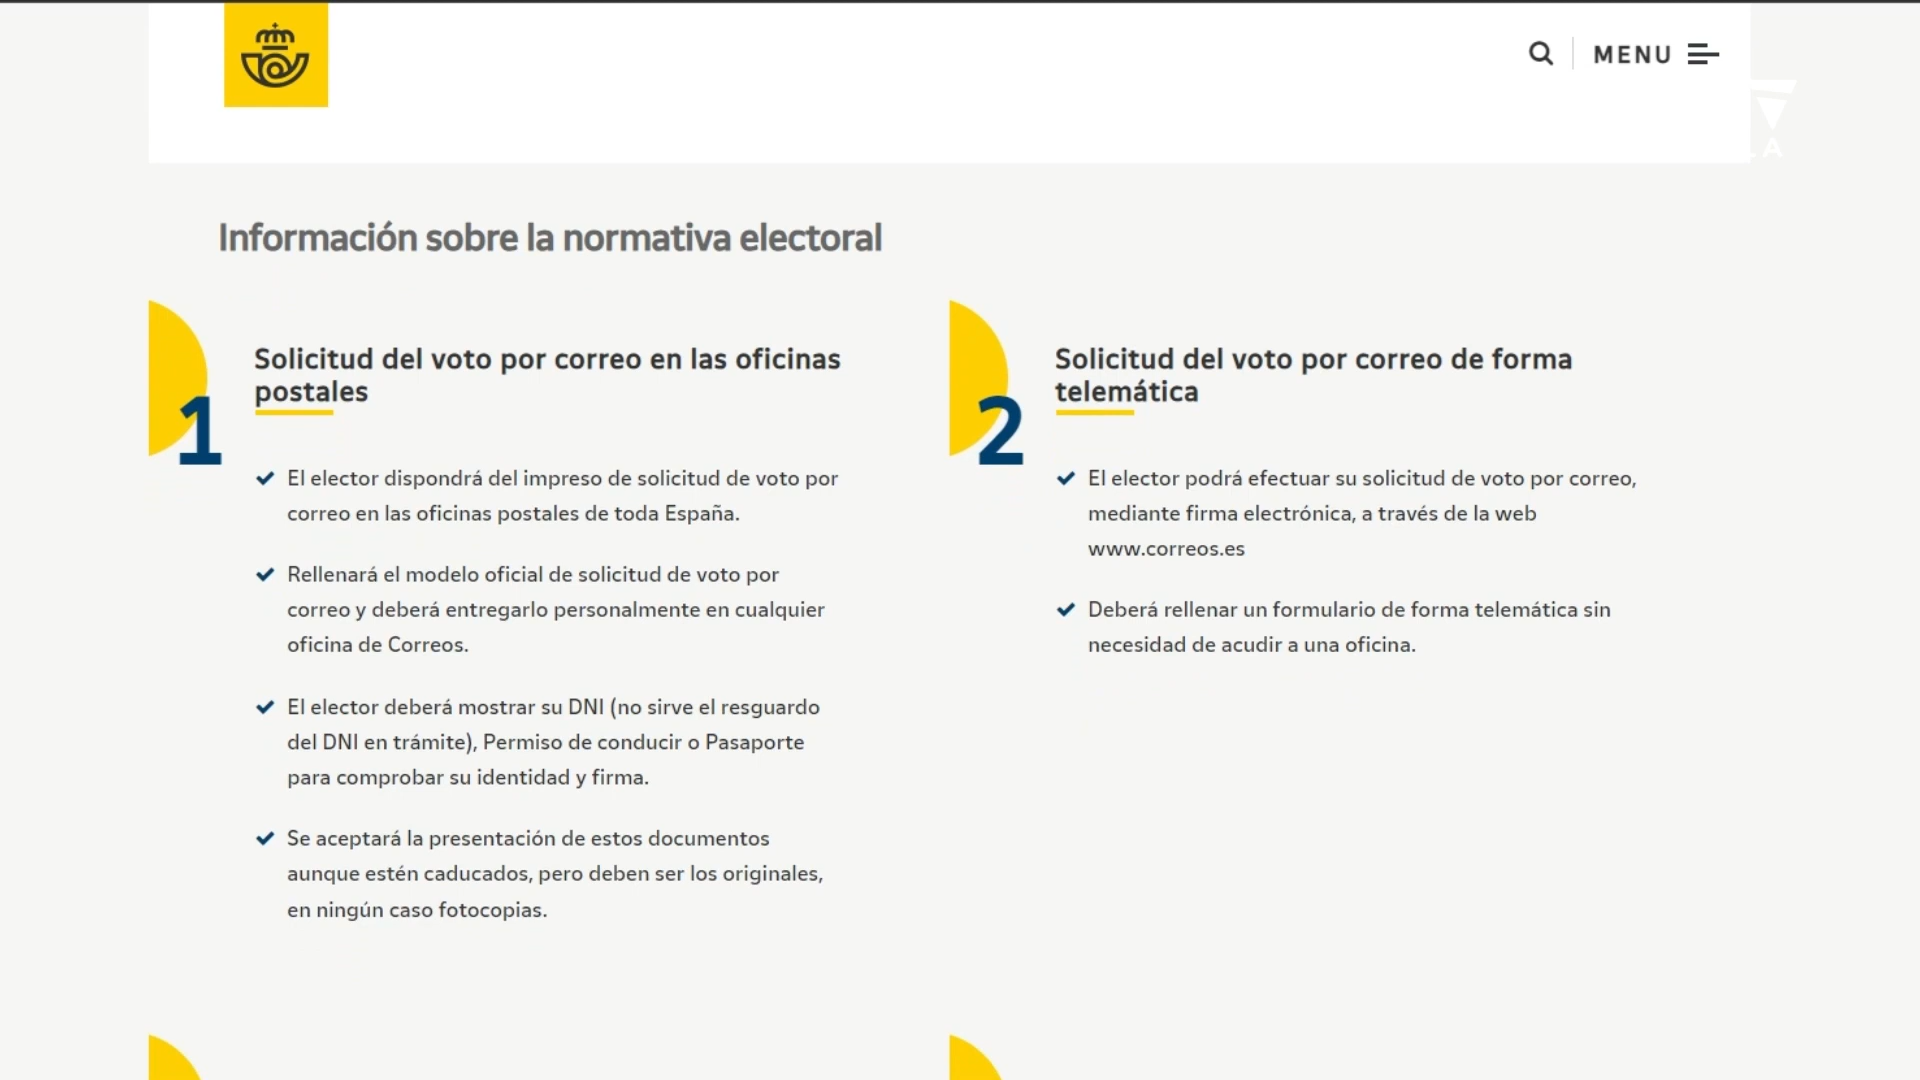 MENU
Información sobre la normativa electoral
1
Solicitud del voto por correo en las oficinas
postales
El elector dispondrá del impreso de solicitud de voto por
correo en las oficinas postales de toda España.
Rellenará el modelo oficial de solicitud de voto por
correo y deberá entregarlo personalmente en cualquier
oficina de Correos.
El elector deberá mostrar su DNI (no sirve el resguardo
del DNI en trámite), Permiso de conducir o Pasaporte
para comprobar su identidad y firma.
Se aceptará la presentación de estos documentos
aunque estén caducados, pero deben ser los originales,
en ningún caso fotocopias.
2
Solicitud del voto por correo de forma
telemática
El elector podrá efectuar su solicitud de voto por correo,
mediante firma electrónica, a través de la web
www.correos.es
Deberá rellenar un formulario de forma telemática sin
necesidad de acudir a una oficina.